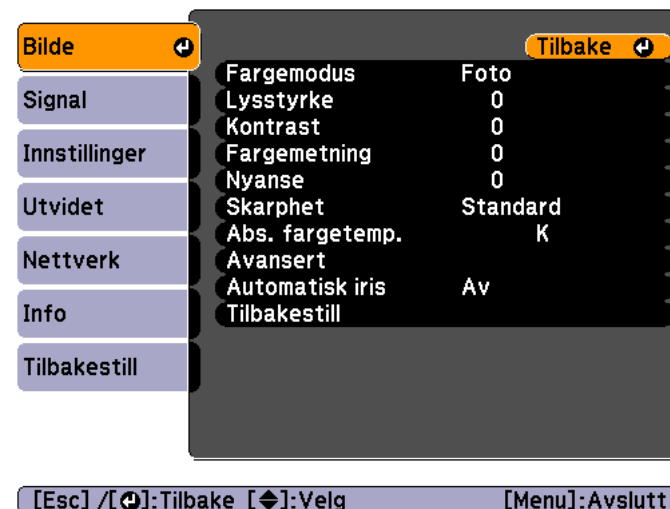 Bilde
Signal
Innstillinger
Utvidet
Nettverk
Info
Tilbakestill
Tilbake
Fargemodus Foto
Lysstyrke 0
Kontrast 0
Fargemetning 0
Nyanse 0
Skarphet Standard
Abs. fargetemp. K
Avansert
Automatisk iris Av
Tilbakestill
[Esc] /[ ]:Tilbake [ ]:Velg [Menu]:Avslutt